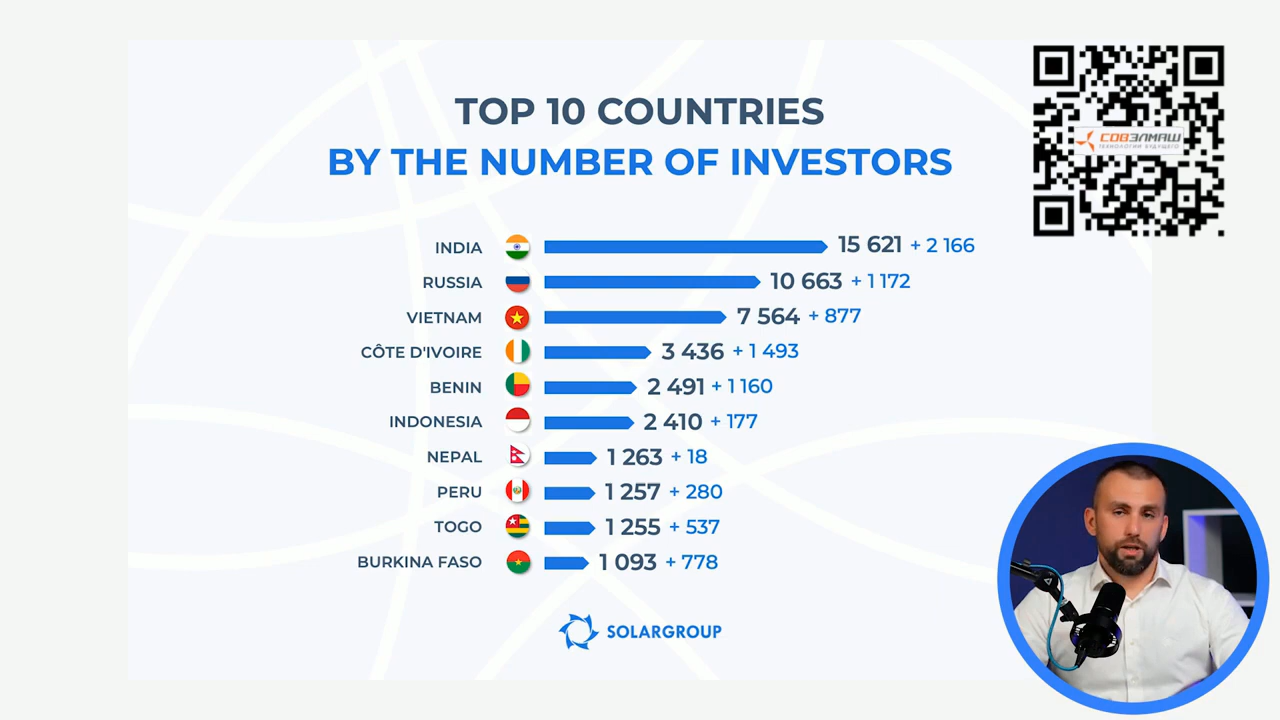 TOP 10 COUNTRIES
BY THE NUMBER OF INVESTORS
СОВЭЛМАШ
ТЕХНОЛОГИИ БУДУЩЕГО
INDIA 15 621 + 2 166
RUSSIA 10 663 + 1 172
VIETNAM 7 564 + 877
CÔTE D'IVOIRE 3 436 + 1 493
BENIN 2 491 + 1 160
INDONESIA 2 410 + 177
NEPAL 1 263 + 18
PERU 1 257 + 280
TOGO 1 255 + 537
BURKINA FASO 1 093 + 778
SOLARGROUP